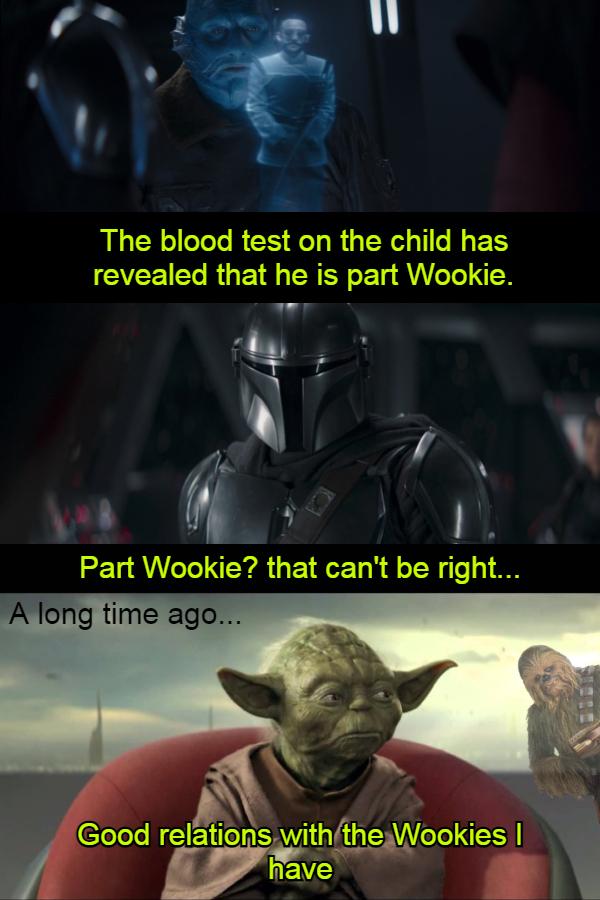 The blood test on the child has
revealed that he is part Wookie.
Part Wookie? that can't be right...
A long time ago...
Good relations with the Wookies I
have